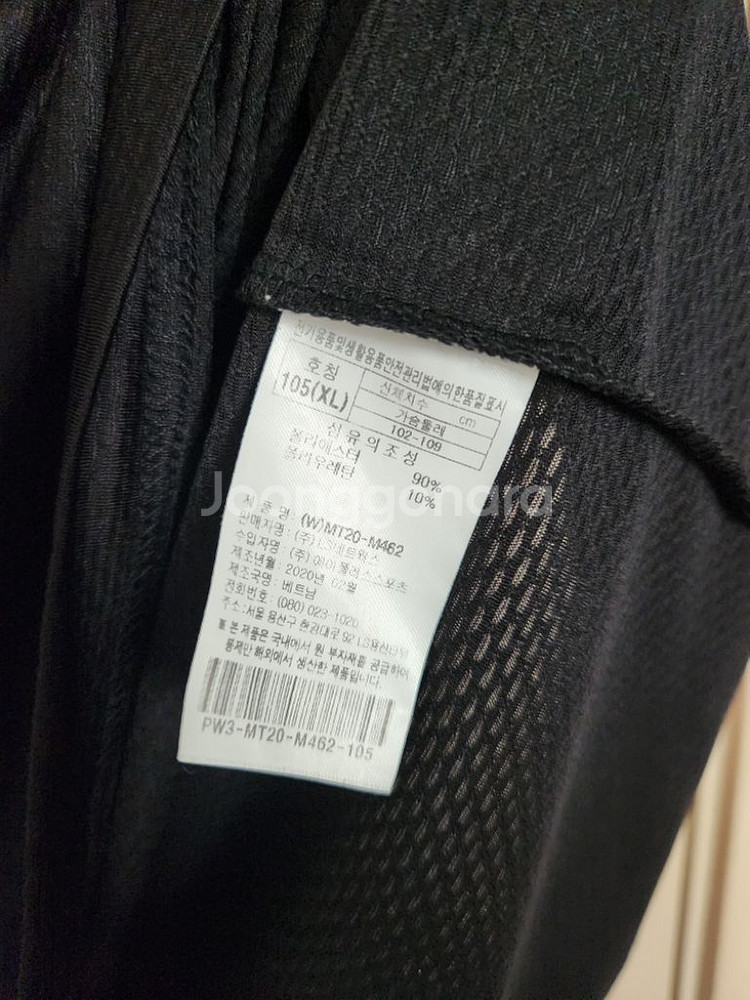 전기용품및생활용품안전관리법에의한품질표시
호칭
105(XL)
신체치수 cm
가슴둘레
102-109
섬유의조성
폴리에스터 90%
폴리우레탄 10%
제 품 명 : (W)MT20-M462
판매자명 : (주) LS네트웍스
수입자명 : (주) 에이플러스스포츠
제조년월 : 2020년 02월
제조국명 : 베트남
전화번호 : (080) 023-1020
주소:서울 용산구 한강대로 92 LS용산타워
본 제품은 국내에서 원 부자재를 공급하여
봉제만 해외에서 생산한 제품입니다.
PW3-MT20-M462-105
Joonggonara